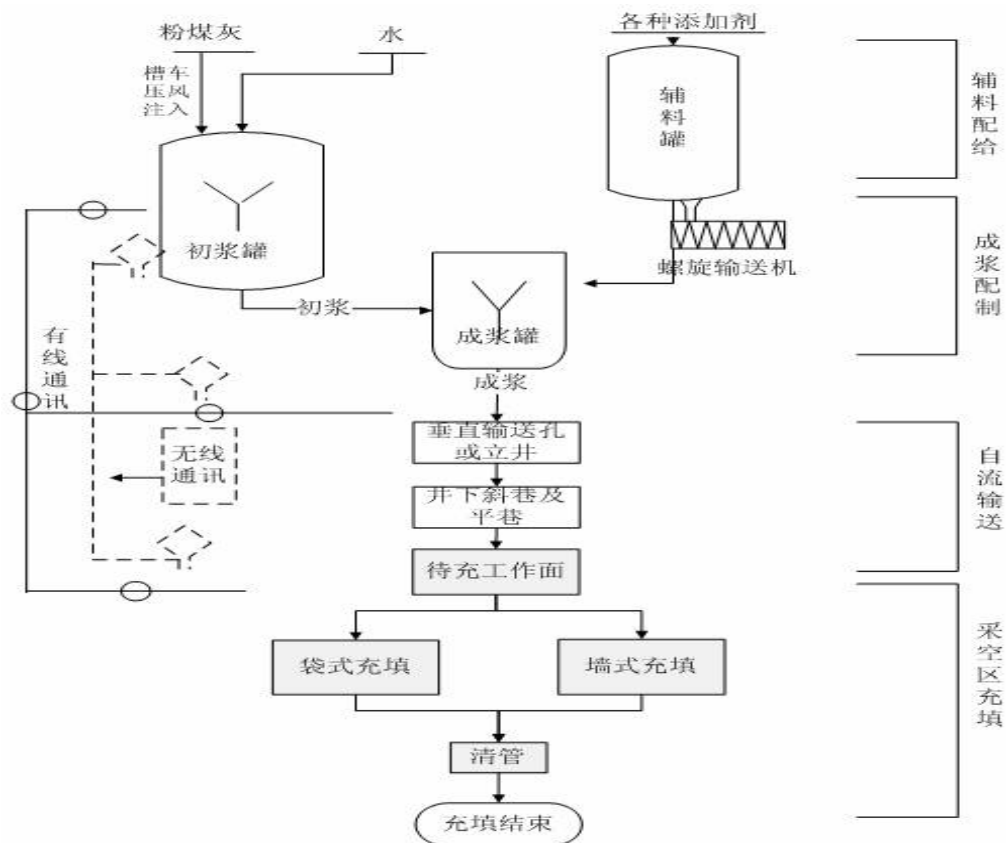 粉煤灰
水
各种添加剂
槽车
压风
注入
辅料罐
辅料配给
初浆罐
螺旋输送机
成浆配制
初浆
成浆罐
有线通讯
成浆
垂直输送孔
或立井
无线
通讯
井下斜巷及
平巷
自流输送
待充工作面
袋式充填
墙式充填
采空区充填
清管
充填结束